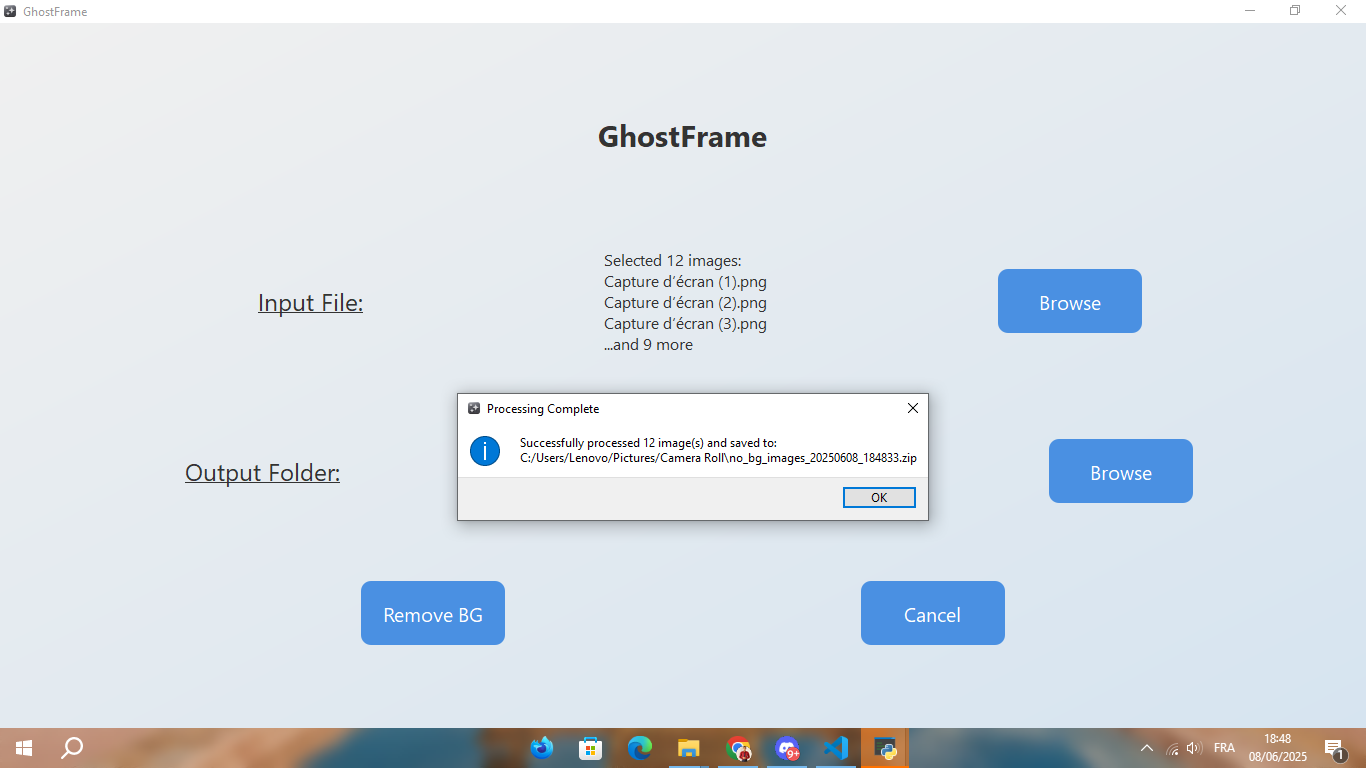 GhostFrame
GhostFrame
Selected 12 images:
Capture d'écran (1).png
Capture d'écran (2).png
Capture d'écran (3).png
...and 9 more
Input File:
Browse
Processing Complete
Successfully processed 12 image(s) and saved to:
C:/Users/Lenovo/Pictures/Camera Roll\no_bg_images_20250608_184833.zip
OK
Output Folder:
Browse
Remove BG
Cancel
9+
FRA
18:48
08/06/2025
1